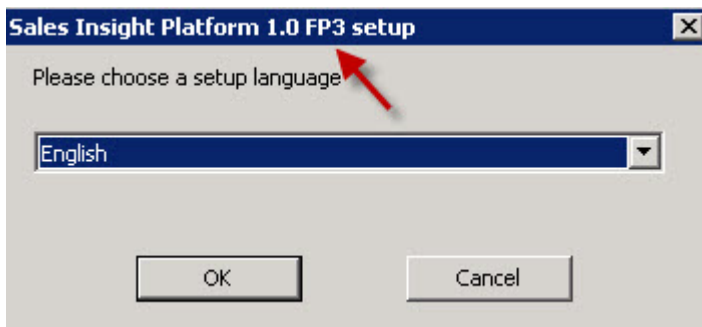 Sales Insight Platform 1.0 FP3 setup
Please choose a setup language
English
OK
Cancel